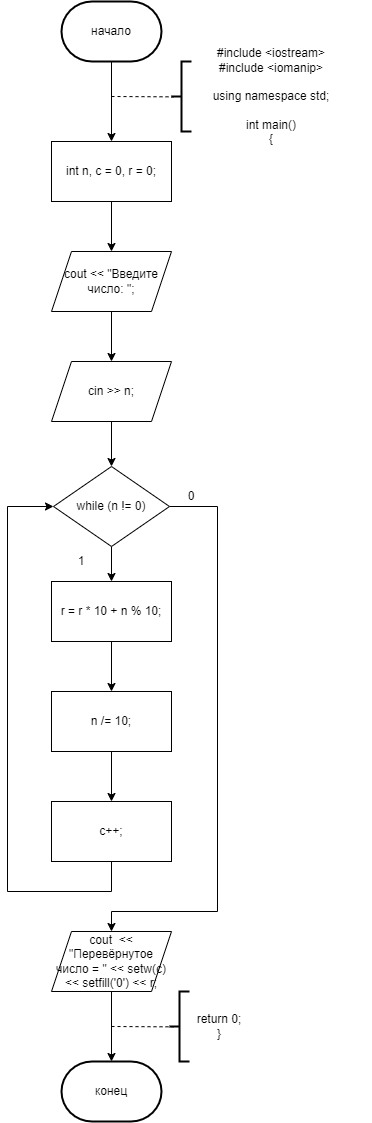 начало
#include <iostream>
#include <iomanip>
using namespace std;
int main()
{
int n, c = 0, r = 0;
cout << "Введите
число: ";
cin >> n;
while (n != 0)
0
1
r = r * 10 + n % 10;
n /= 10;
c++;
cout <<
"Перевёрнутое
число = " << setw(c)
<< setfill('0') << r;
return 0;
}
конец